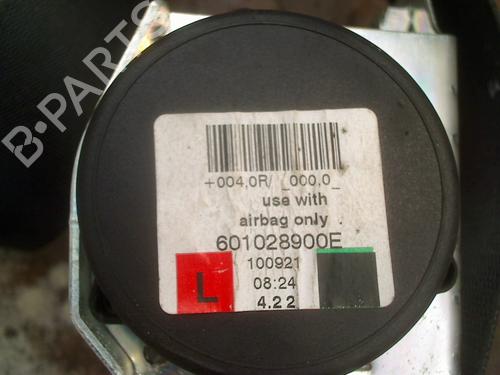 B-PARTS
+004,0R/ _000,0_
use with
airbag only
601028900E
100921
L
08:24
4.2 2